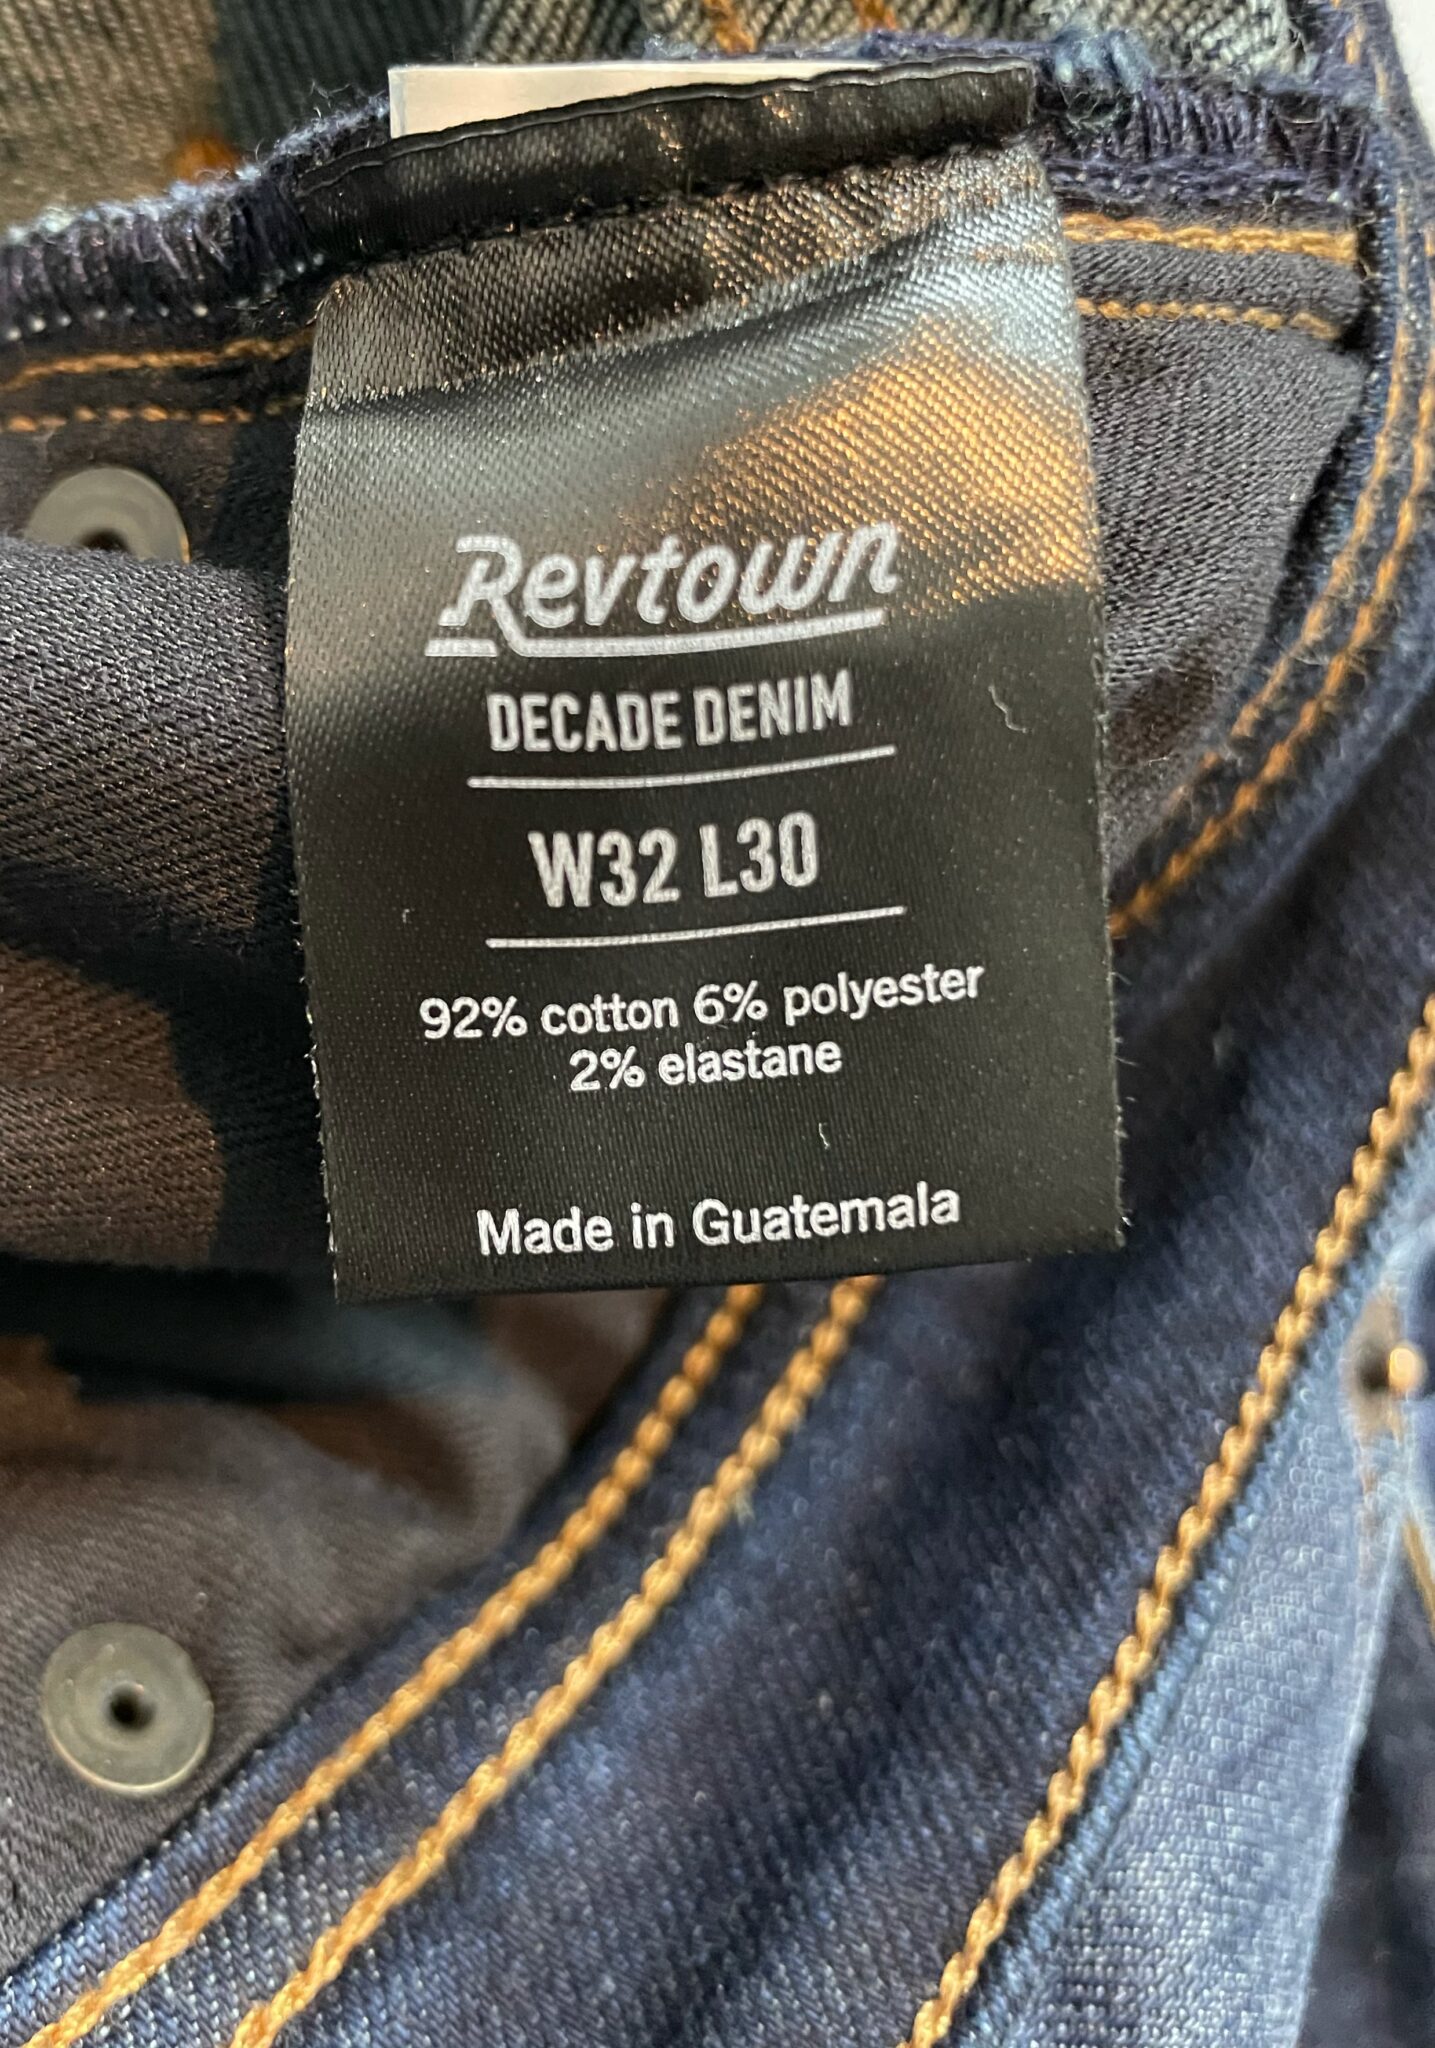 Revtown
DECADE DENIM
W32 L30
92% cotton 6% polyester
2% elastane
Made in Guatemala